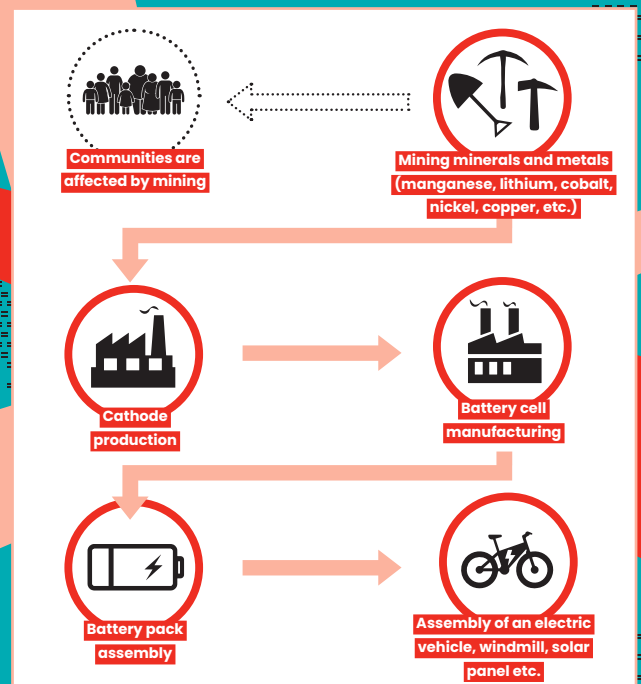 Communities are
affected by mining
Mining minerals and metals
(manganese, lithium, cobalt,
nickel, copper, etc.)
Cathode
production
Battery cell
manufacturing
Battery pack
assembly
Assembly of an electric
vehicle, windmill, solar
panel etc.